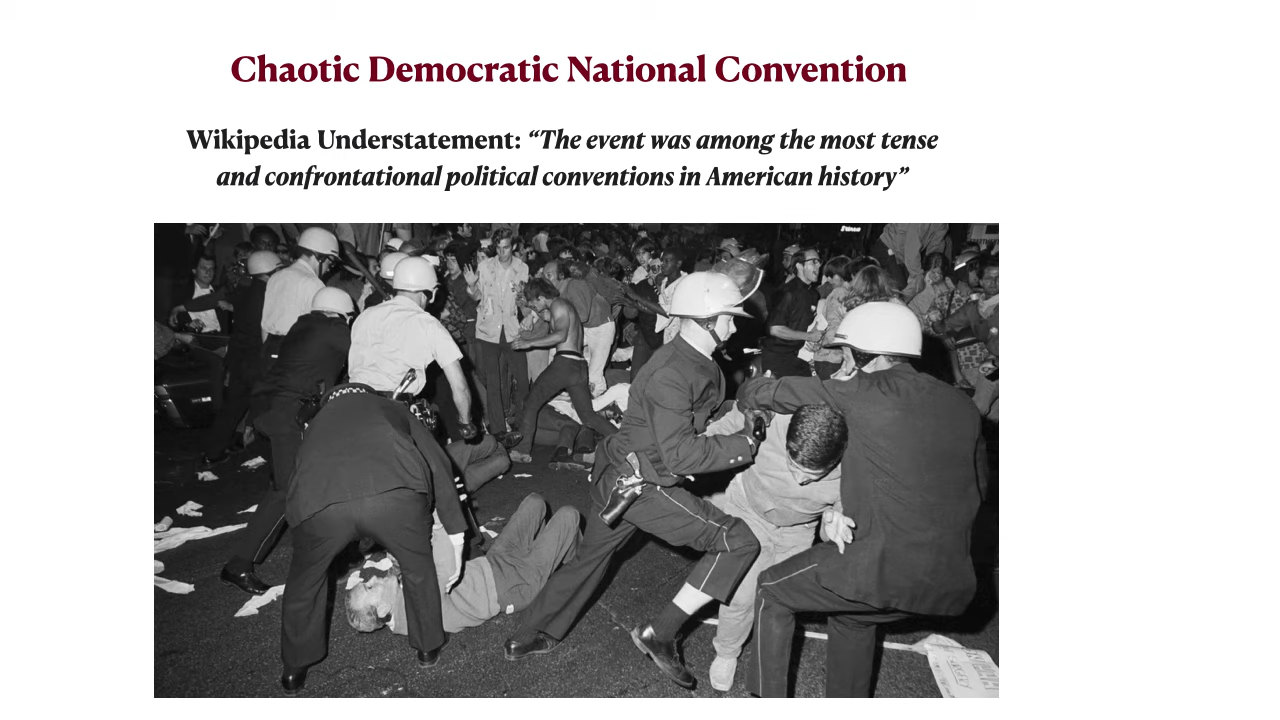 Chaotic Democratic National Convention
Wikipedia Understatement: “The event was among the most tense
and confrontational political conventions in American history”